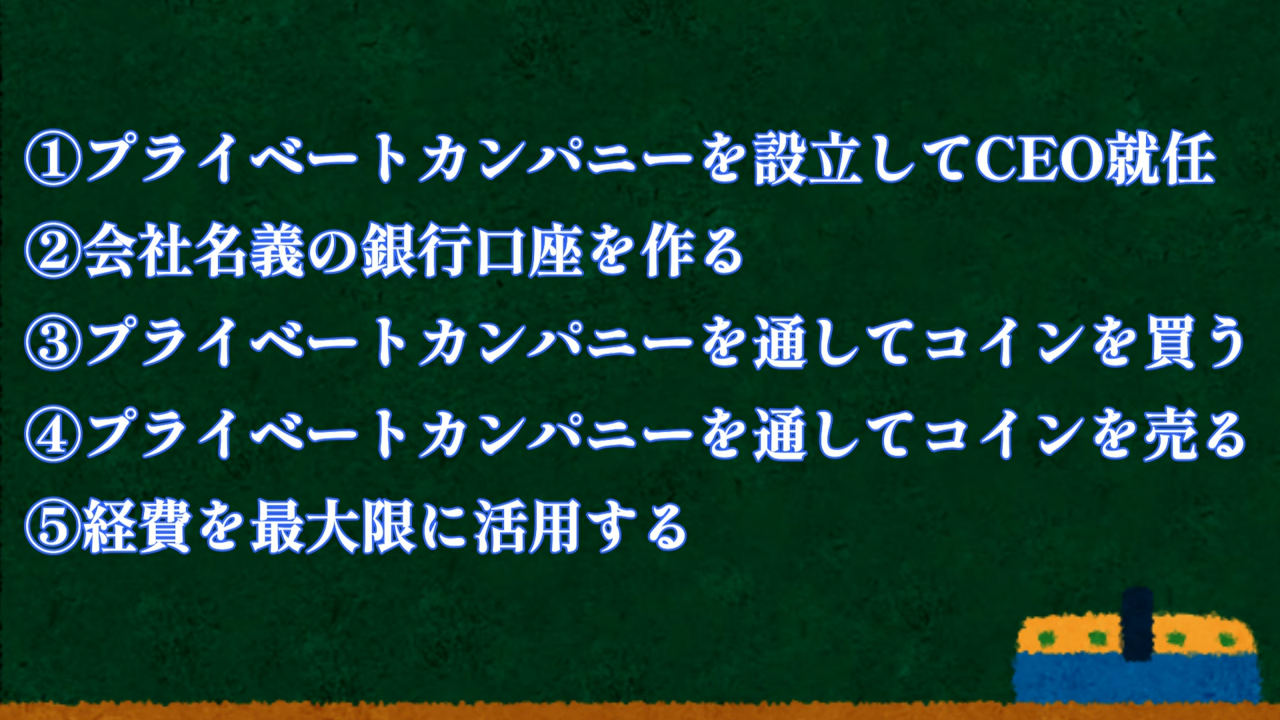 ①プライベートカンパニーを設立してCEO就任
②会社名義の銀行口座を作る
③プライベートカンパニーを通してコインを買う
④プライベートカンパニーを通してコインを売る
⑤経費を最大限に活用する